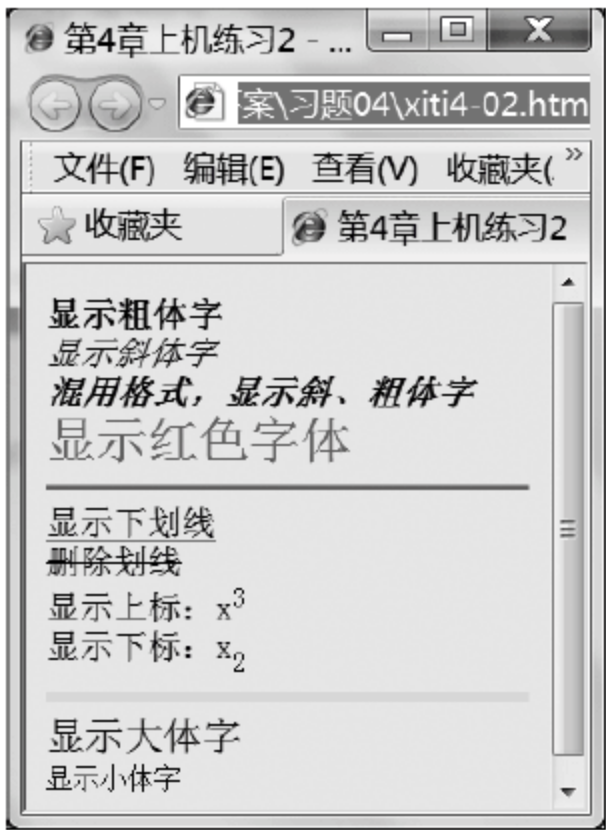 第4章上机练习2 - ...
案\习题04\xiti4-02.htm
文件(F) 编辑(E) 查看(V) 收藏夹(
收藏夹 第4章上机练习2
显示粗体字
显示斜体字
混用格式，显示斜、粗体字
显示红色字体
显示下划线
删除划线
显示上标：x³
显示下标：x₂
显示大体字
显示小体字